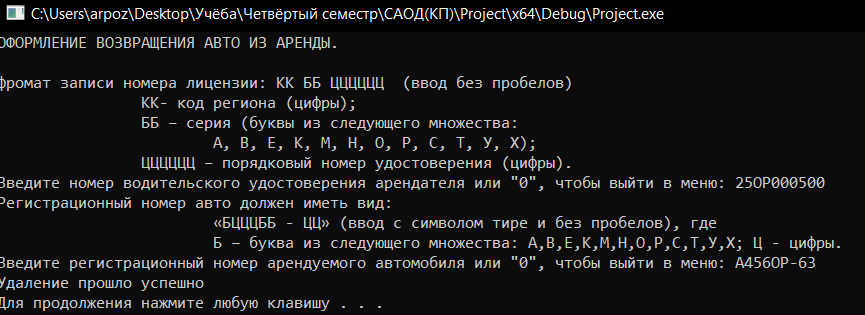 C:\Users\arpoz\Desktop\Учёба\Четвёртый семестр\САОД(КП)\Project\x64\Debug\Project.exe
ОФОРМЛЕНИЕ ВОЗВРАЩЕНИЯ АВТО ИЗ АРЕНДЫ.
фромат записи номера лицензии: КК ББ ЦЦЦЦЦЦ (ввод без пробелов)
КК- код региона (цифры);
ББ – серия (буквы из следующего множества:
А, В, Е, К, М, Н, О, Р, С, Т, У, Х);
ЦЦЦЦЦЦ – порядковый номер удостоверения (цифры).
Введите номер водительского удостоверения арендателя или "0", чтобы выйти в меню: 25ОР000500
Регистрационный номер авто должен иметь вид:
«БЦЦЦББ - ЦЦ» (ввод с символом тире и без пробелов), где
Б – буква из следующего множества: А,В,Е,К,М,Н,О,Р,С,Т,У,Х; Ц - цифры.
Введите регистрационный номер арендуемого автомобиля или "0", чтобы выйти в меню: А456ОР-63
Удаление прошло успешно
Для продолжения нажмите любую клавишу . . .